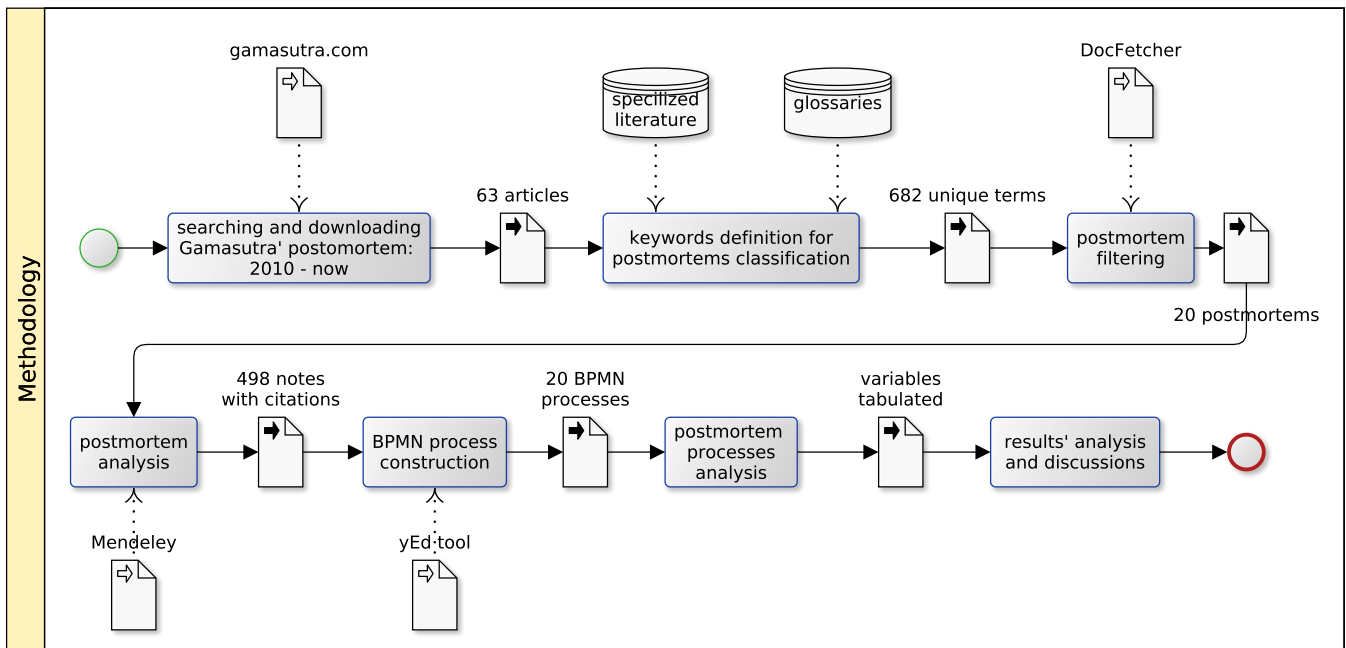 Methodology
gamasutra.com
specilized
literature
glossaries
DocFetcher
searching and downloading
Gamasutra' postomortem:
2010 - now
63 articles
keywords definition for
postmortems classification
682 unique terms
postmortem
filtering
20 postmortems
postmortem
analysis
498 notes
with citations
BPMN process
construction
20 BPMN
processes
postmortem
processes
analysis
variables
tabulated
results' analysis
and discussions
Mendeley
yEd tool